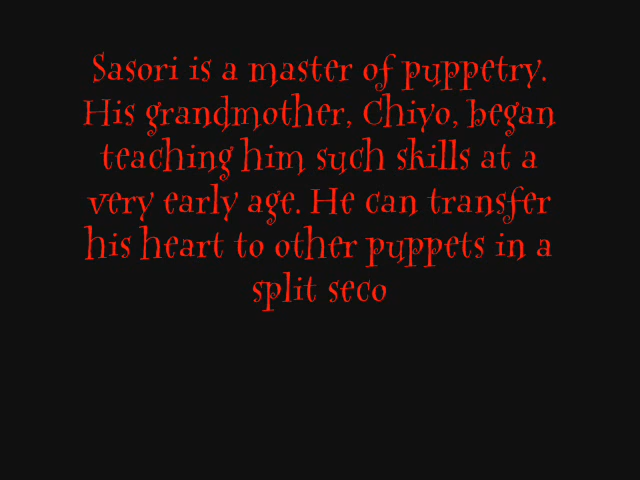 Sasori is a master of puppetry.
His grandmother, Chiyo, began
teaching him such skills at a
very early age. He can transfer
his heart to other puppets in a
split seco